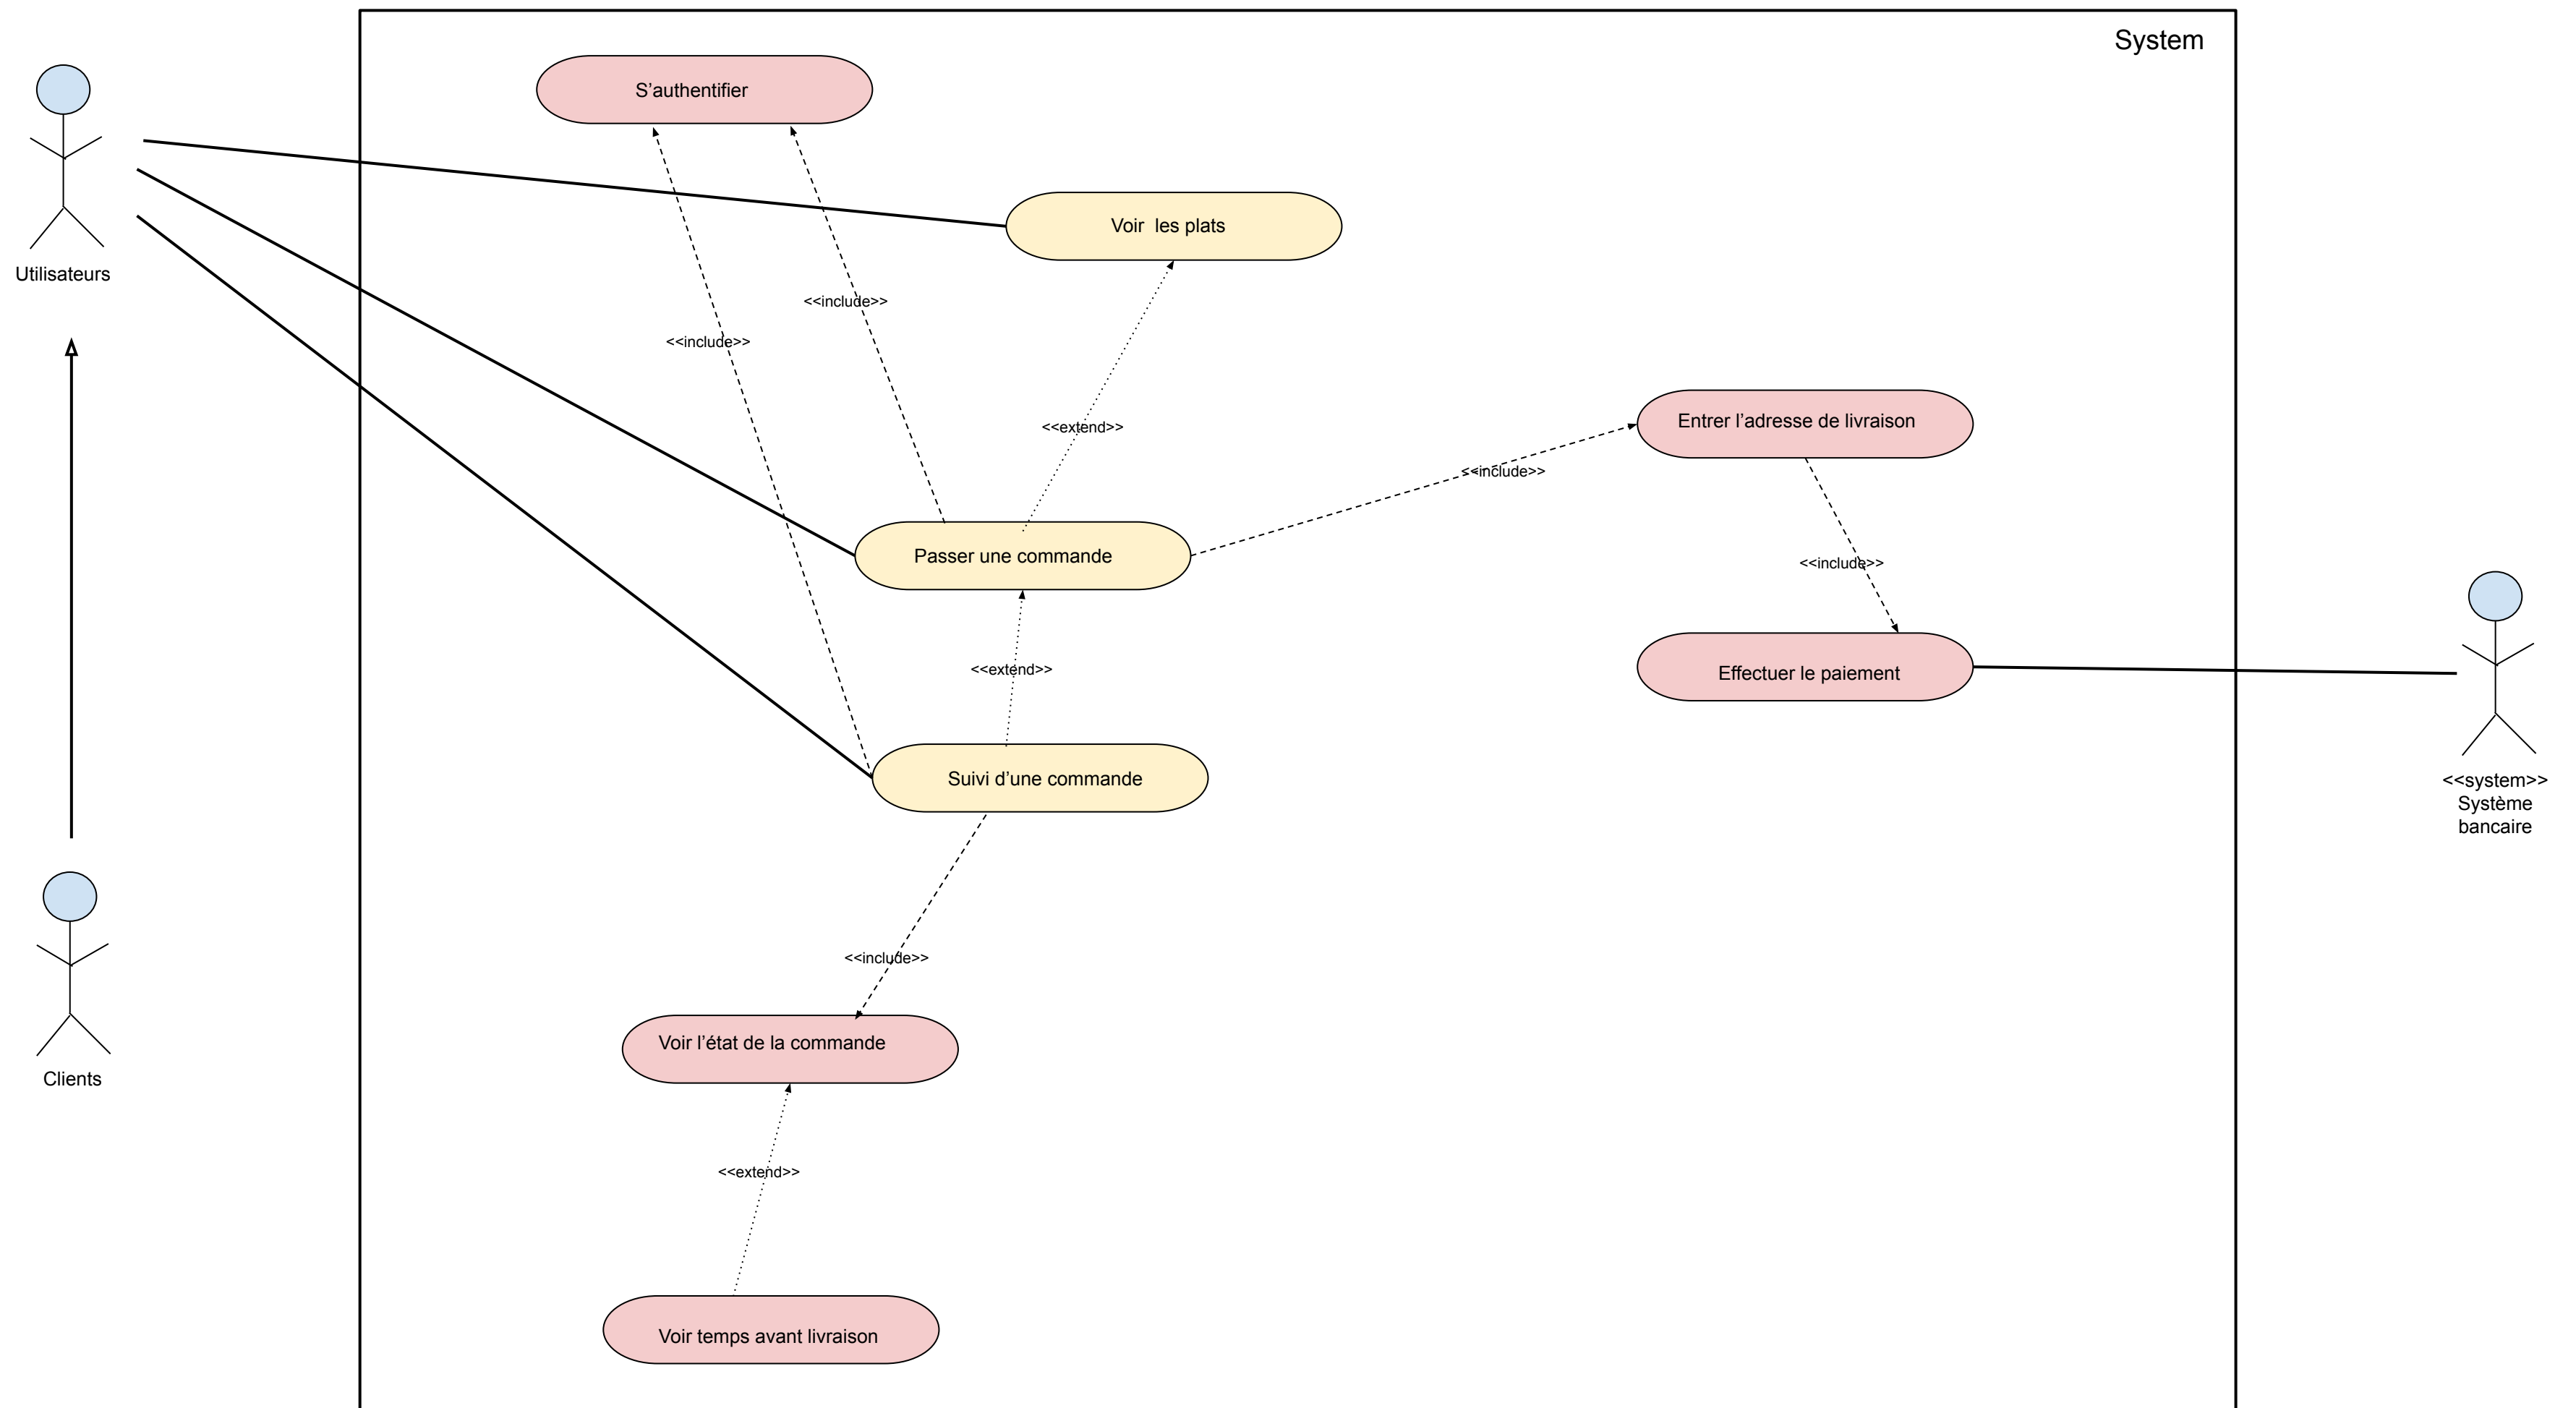 System
S’authentifier
Voir  les plats
Utilisateurs
<<include>>
<<include>>
Entrer l’adresse de livraison
<<extend>>
<<include>>
Passer une commande
<<include>>
<<extend>>
Effectuer le paiement
Suivi d’une commande
<<system>>
Système
bancaire
<<include>>
Voir l’état de la commande
Clients
<<extend>>
Voir temps avant livraison